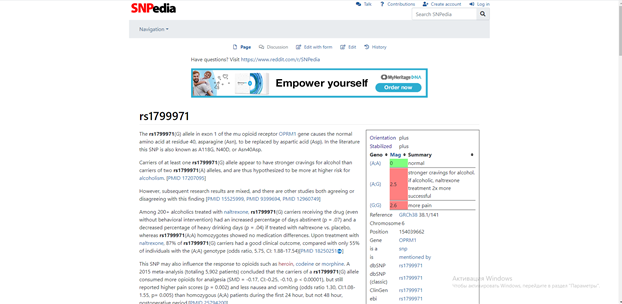 SNPedia
Talk Contributions Create account Log in
Search SNPedia
Navigation
Page Discussion Edit with form Edit History
Have questions? Visit https://www.reddit.com/r/SNPedia
Empower yourself
MyHeritage DNA
Order now
rs1799971
The rs1799971(G) allele in exon 1 of the mu opioid receptor OPRM1 gene causes the normal
amino acid at residue 40, asparagine (Asn), to be replaced by aspartic acid (Asp). In the literature
this SNP is also known as A118G, N40D, or Asn40Asp.
Carriers of at least one rs1799971(G) allele appear to have stronger cravings for alcohol than
carriers of two rs1799971(A) alleles, and are thus hypothesized to be more at higher risk for
alcoholism. [PMID 17207095]
However, subsequent research results are mixed, and there are other studies both agreeing or
disagreeing with this finding [PMID 15525999, PMID 9399694, PMID 12960749]
Among 200+ alcoholics treated with naltrexone, rs1799971(G) carriers receiving the drug (even
without behavioral intervention) had an increased percentage of days abstinent (p = .07) and a
decreased percentage of heavy drinking days (p = .04) if treated with naltrexone vs. placebo,
whereas rs1799971(A;A) homozygotes showed no medication differences. Upon treatment with
naltrexone, 87% of rs1799971(G) carriers had a good clinical outcome, compared with only 55%
of individuals with the (A;A) genotype (odds ratio, 5.75, CI: 1.88-17.54)[PMID 18250251]
This SNP may also influence the response to opioids such as heroin, codeine or morphine. A
2015 meta-analysis (totaling 5,902 patients) concluded that the carriers of a rs1799971(G) allele
consumed more opioids for analgesia (SMD = -0.17, CI:-0.25, -0.10, p = 0.00001), but still
reported higher pain scores (p = 0.002) and less nausea and vomiting (odds ratio 1.30, CI:1.08-
1.55, p= 0.005) than homozygous (A;A) patients during the first 24 hour, but not 48 hour,
postoperative period [PMID 25794200]
Orientation plus
Stabilized plus
Geno Mag Summary
(A;A) 0 normal
(A;G) 2.5 stronger cravings for alcohol.
if alcoholic, naltrexone
treatment 2x more
successful
(G;G) 2.6 more pain
Reference GRCh38 38.1/141
Chromosome 6
Position 154039662
Gene OPRM1
is a snp
is mentioned by
dbSNP rs1799971
dbSNP
(classic) rs1799971
ClinGen rs1799971
ebi rs1799971
Активация Windows
Чтобы активировать Windows, перейдите в раздел "Параметры".